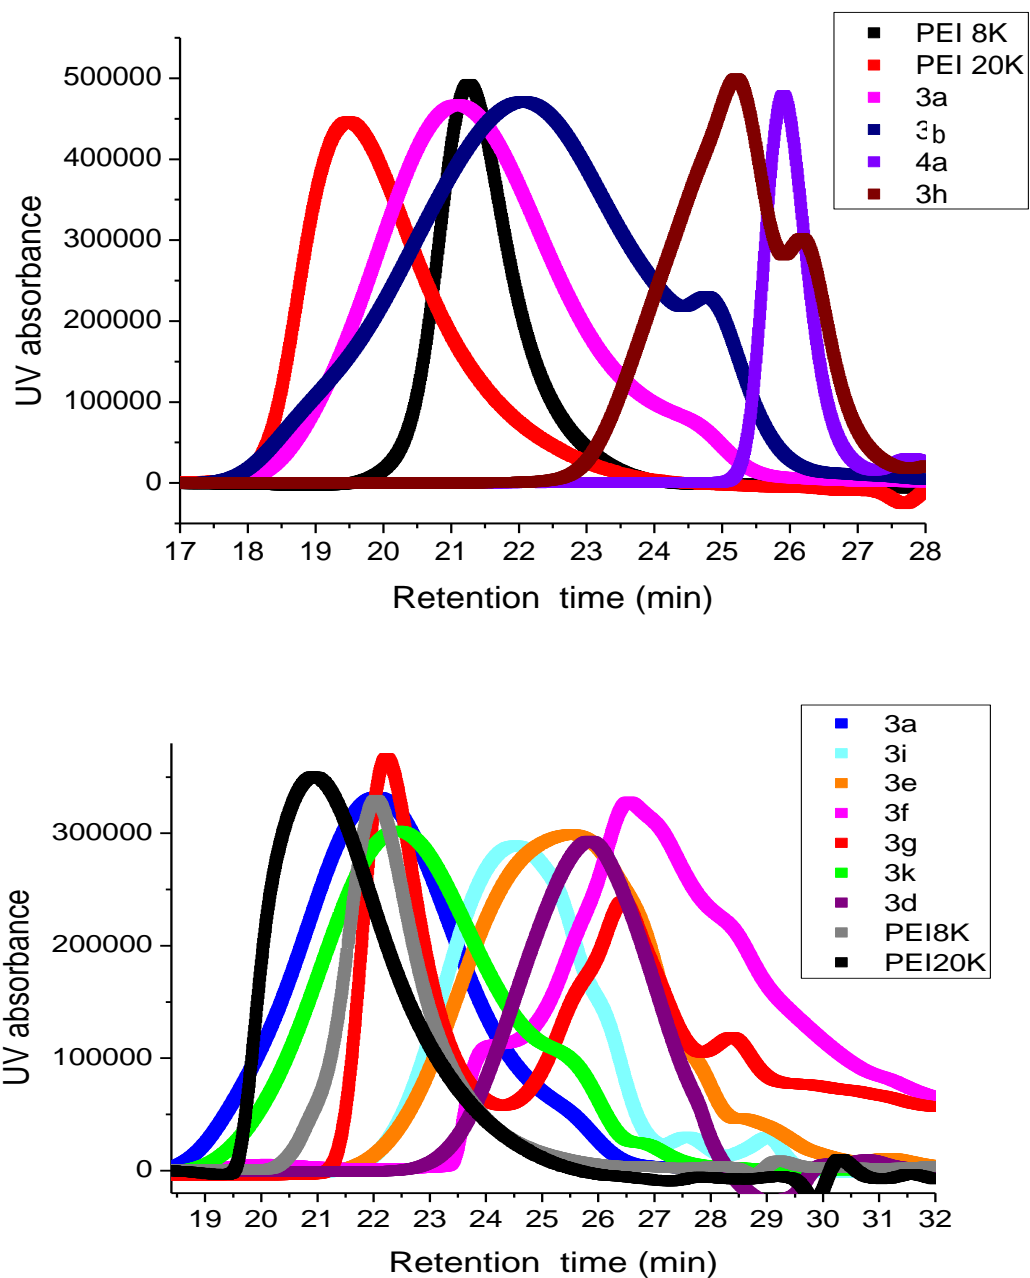 PEI 8K
PEI 20K
3a
3b
4a
3h
500000
400000
300000
200000
100000
0
UV absorbance
17 18 19 20 21 22 23 24 25 26 27 28
Retention time (min)
3a
3i
3e
3f
3g
3k
3d
PEI8K
PEI20K
300000
200000
100000
0
UV absorbance
19 20 21 22 23 24 25 26 27 28 29 30 31 32
Retention time (min)